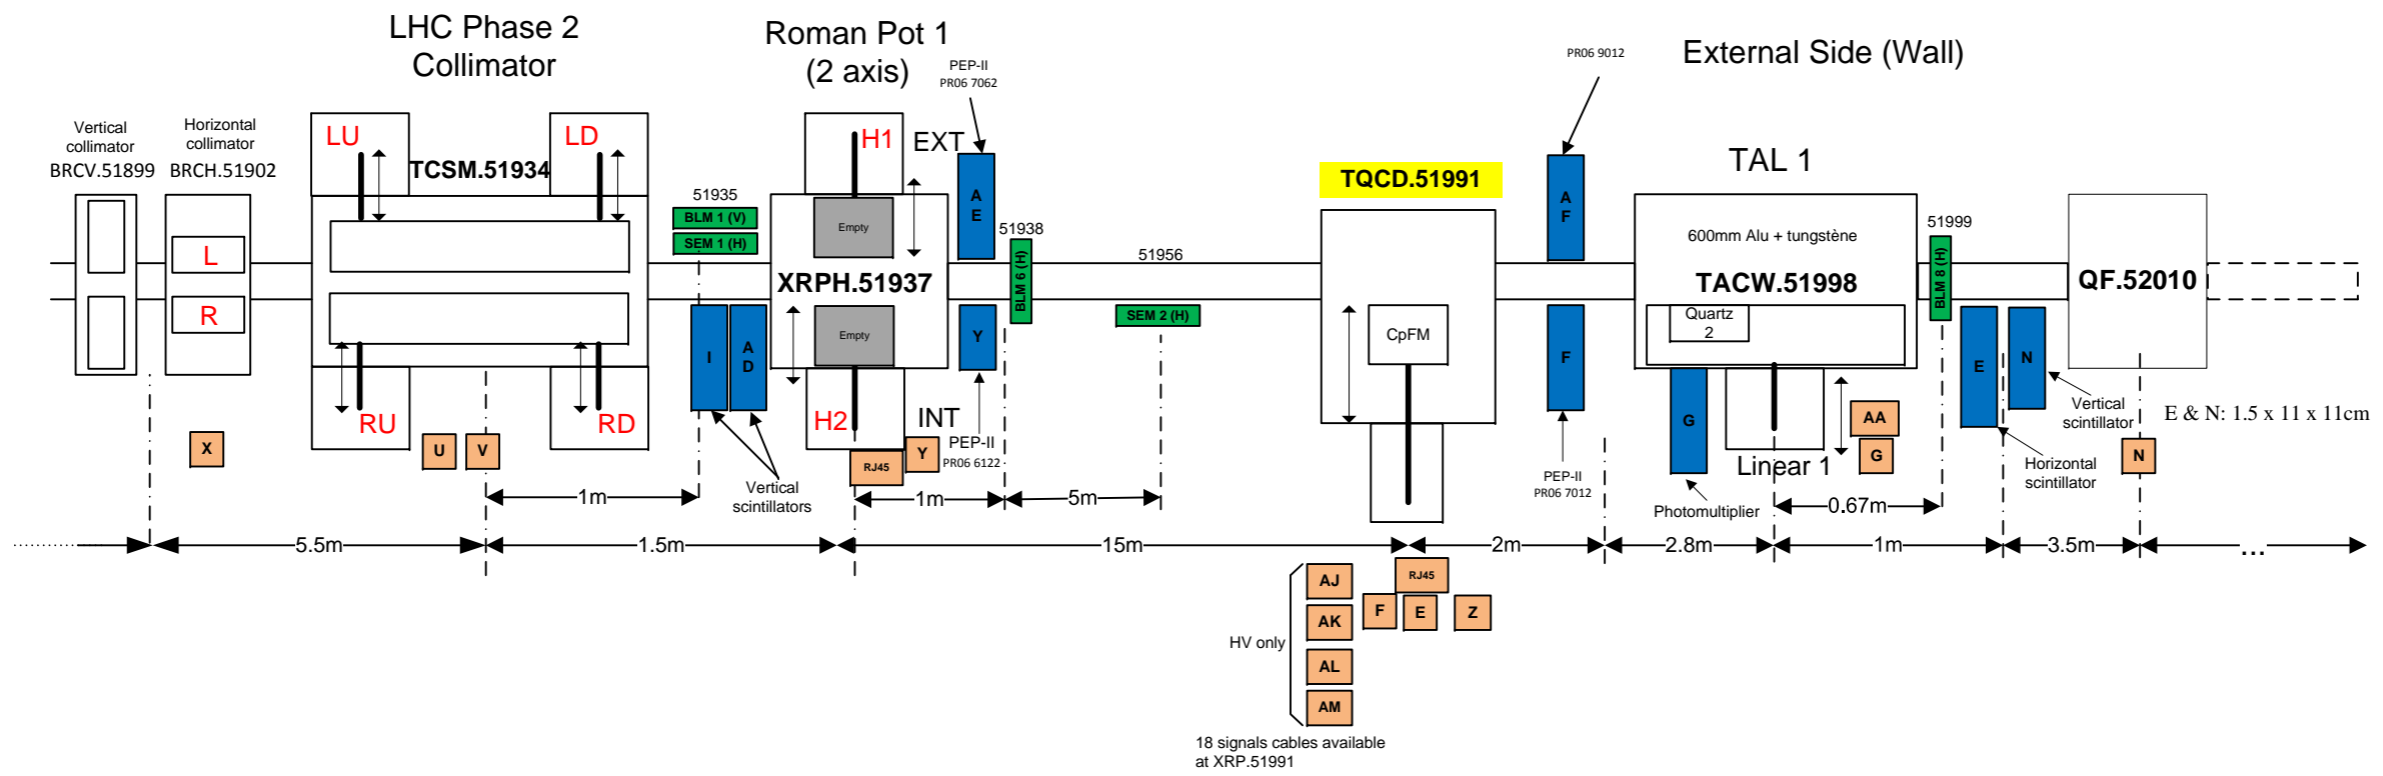 LHC Phase 2
Collimator
Roman Pot 1
(2 axis)
PEP-II
PR06 7062
PR06 9012
External Side (Wall)
Vertical
collimator
BRCV.51899
Horizontal
collimator
BRCH.51902
LU
LD
TCSM.51934
H1
EXT
TQCD.51991
TAL 1
51935
BLM 1 (V)
SEM 1 (H)
Empty
A
E
51938
BLM 6 (H)
51956
A
F
600mm Alu + tungstène
51999
BLM 8 (H)
L
R
XRPH.51937
TACW.51998
QF.52010
Empty
SEM 2 (H)
CpFM
Quartz
2
I
A
D
Y
F
E
N
RU
RD
H2
INT
G
AA
G
Vertical
scintillator
E & N: 1.5 x 11 x 11cm
X
U
V
RJ45
Y
PEP-II
PR06 6122
PEP-II
PR06 7012
Linear 1
Horizontal
scintillator
N
Vertical
scintillators
Photomultiplier
1m
1m
5m
0.67m
5.5m
1.5m
15m
2m
2.8m
1m
3.5m
...
HV only
AJ
AK
AL
AM
RJ45
F
E
Z
18 signals cables available
at XRP.51991